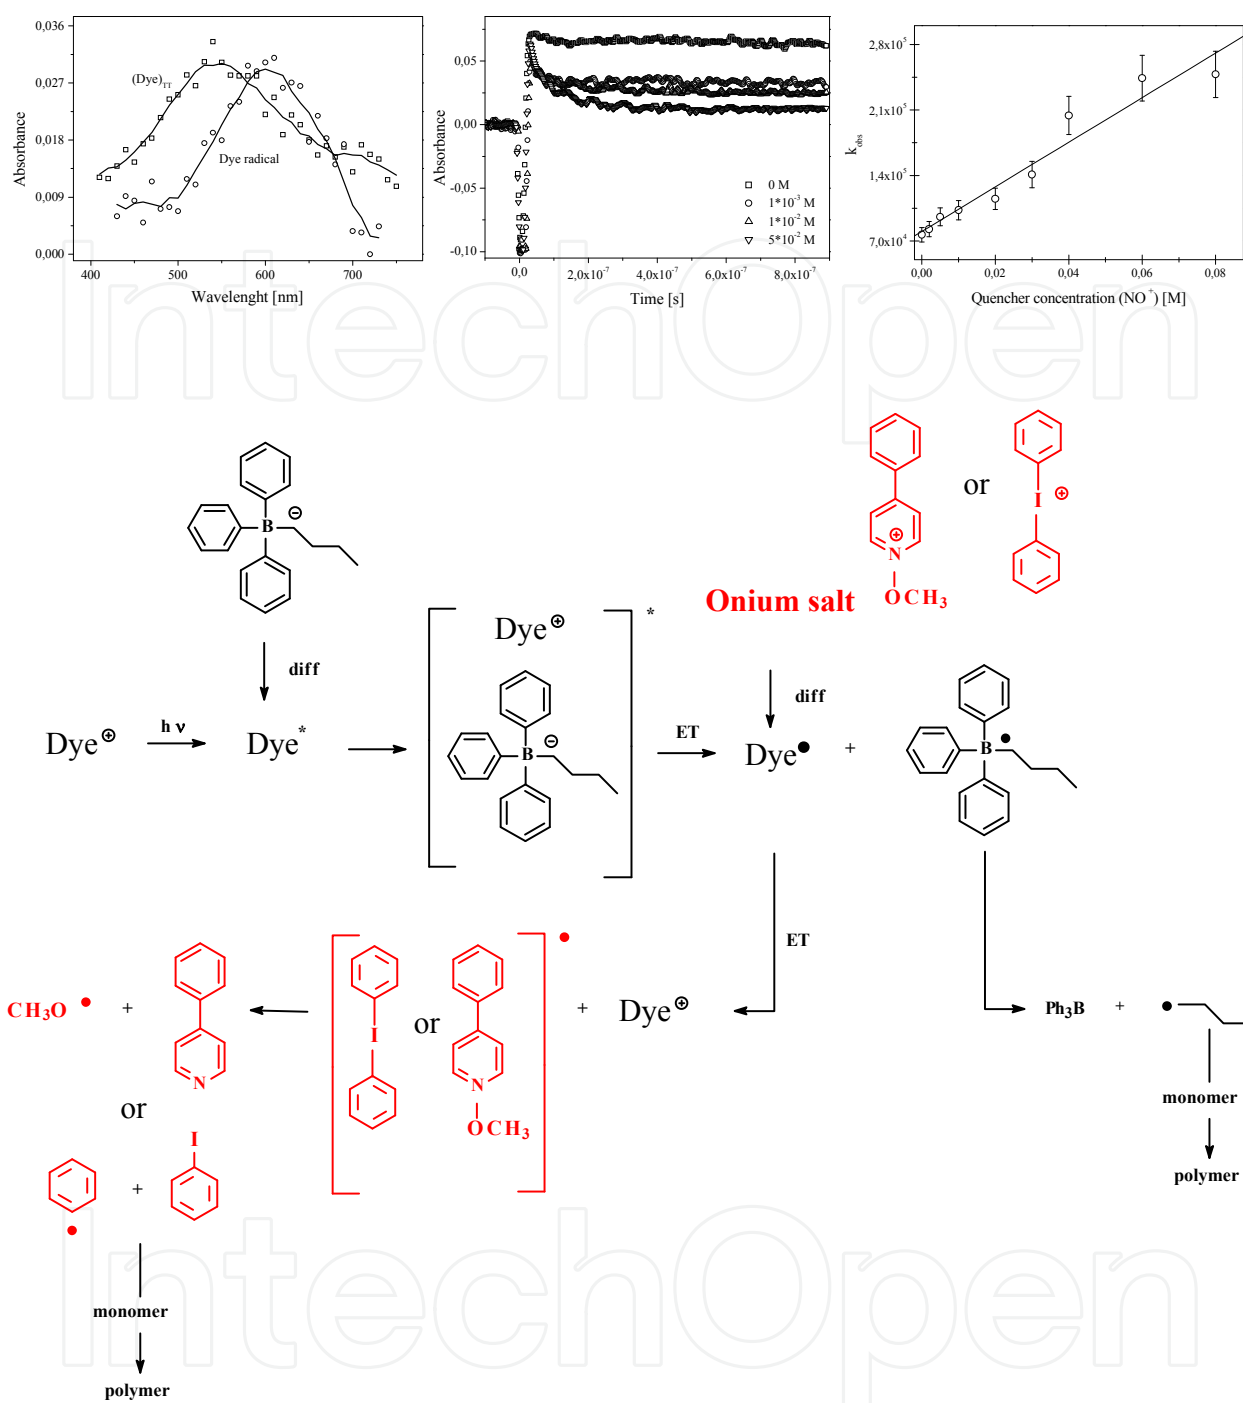 0,036
0,027
0,018
0,009
0,000
Absorbance
(Dye)TT
Dye radical
400 500 600 700
Wavelenght [nm]
0,05
0,00
-0,05
-0,10
Absorbance
0 M
1*10-3 M
1*10-2 M
5*10-2 M
0,0 2,0x10-7 4,0x10-7 6,0x10-7 8,0x10-7
Time [s]
2,8x10⁵
2,1x10⁵
1,4x10⁵
7,0x10⁴
kobs
0,00 0,02 0,04 0,06 0,08
Quencher concentration (NO+) [M]
IntechOpen
B ⊖
or
I ⊕
⊕
N
OCH3
Onium salt
diff
Dye⊕
*
diff
Dye⊕
h ν
Dye*
B ⊖
ET
Dye●
+
B ●
ET
CH3O ●
+
N
or
I
or
N
OCH3
●
+
Dye⊕
Ph3B
+
●
or
I
●
+
monomer
polymer
monomer
polymer
IntechOpen